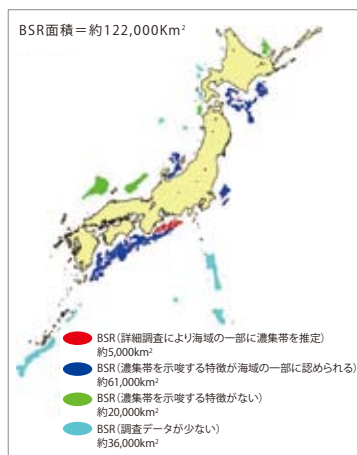 BSR面積＝約122,000Km²
BSR（詳細調査により海域の一部に濃集帯を推定）
約5,000km²
BSR（濃集帯を示唆する特徴が海域の一部に認められる）
約61,000km²
BSR（濃集帯を示唆する特徴がない）
約20,000km²
BSR（調査データが少ない）
約36,000km²